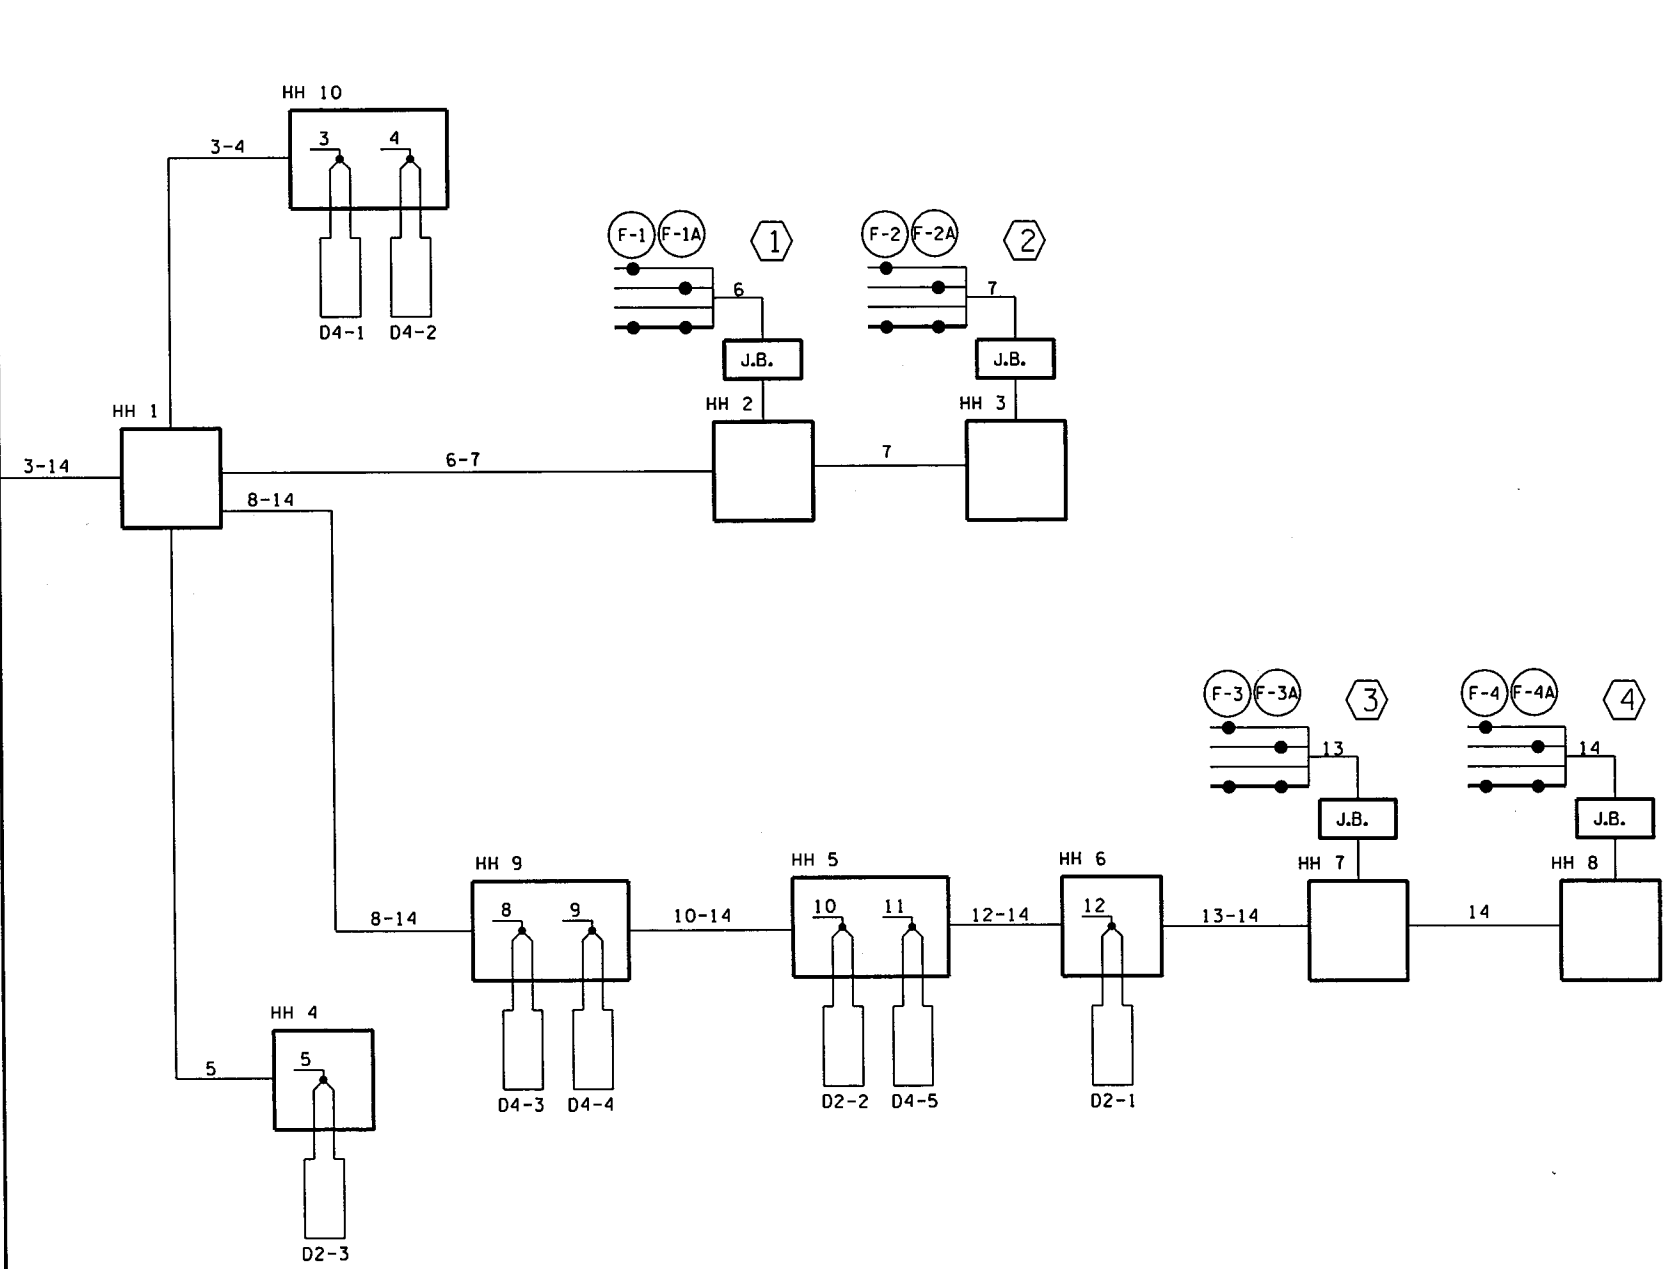 HH 10
3 4
3-4
D4-1 D4-2
F-1 F-1A 1
6
J.B.
HH 2
F-2 F-2A 2
7
J.B.
HH 3
HH 1
3-14
6-7
7
8-14
F-3 F-3A 3
13
J.B.
HH 7
F-4 F-4A 4
14
J.B.
HH 8
HH 9
8 9
8-14
10-14
D4-3 D4-4
HH 5
10 11
12-14
D2-2 D4-5
HH 6
12
13-14
14
D2-1
HH 4
5
5
D2-3